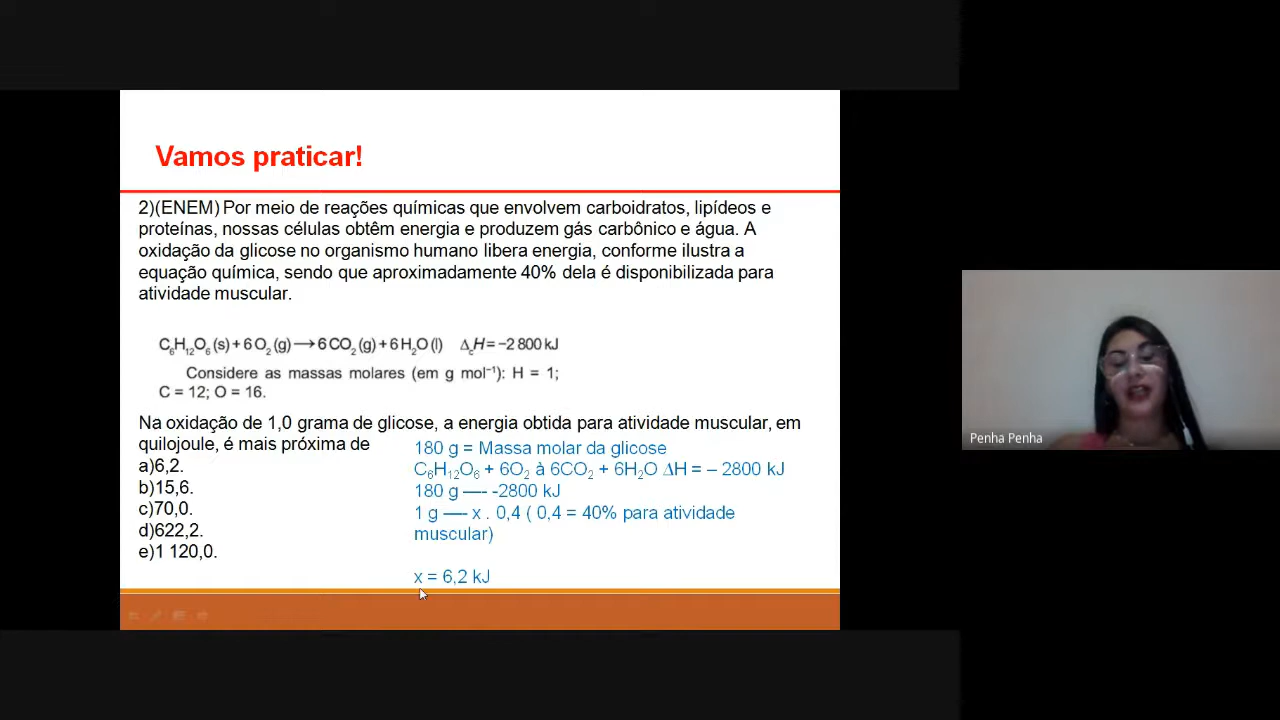 Vamos praticar!
2)(ENEM) Por meio de reações químicas que envolvem carboidratos, lipídeos e
proteínas, nossas células obtêm energia e produzem gás carbônico e água. A
oxidação da glicose no organismo humano libera energia, conforme ilustra a
equação química, sendo que aproximadamente 40% dela é disponibilizada para
atividade muscular.
C₆H₁₂O₆ (s) + 6 O₂ (g) ⟶ 6 CO₂ (g) + 6 H₂O (l) Δ꜀H = −2 800 kJ
Considere as massas molares (em g mol⁻¹): H = 1;
C = 12; O = 16.
Na oxidação de 1,0 grama de glicose, a energia obtida para atividade muscular, em
quilojoule, é mais próxima de
a)6,2.
b)15,6.
c)70,0.
d)622,2.
e)1 120,0.
180 g = Massa molar da glicose
C₆H₁₂O₆ + 6O₂ à 6CO₂ + 6H₂O ΔH = – 2800 kJ
180 g —- -2800 kJ
1 g —- x . 0,4 ( 0,4 = 40% para atividade
muscular)
x = 6,2 kJ
Penha Penha